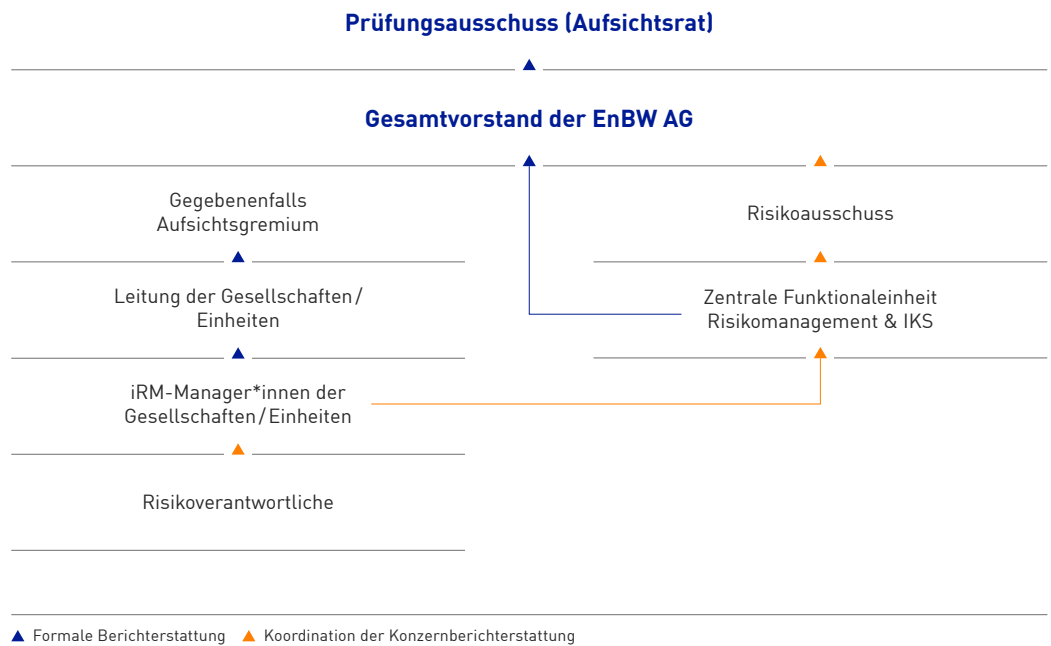 Prüfungsausschuss (Aufsichtsrat)
Gesamtvorstand der EnBW AG
Gegebenenfalls
Aufsichtsgremium
Risikoausschuss
Leitung der Gesellschaften/
Einheiten
Zentrale Funktionaleinheit
Risikomanagement & IKS
iRM-Manager*innen der
Gesellschaften/Einheiten
Risikoverantwortliche
Formale Berichterstattung
Koordination der Konzernberichterstattung